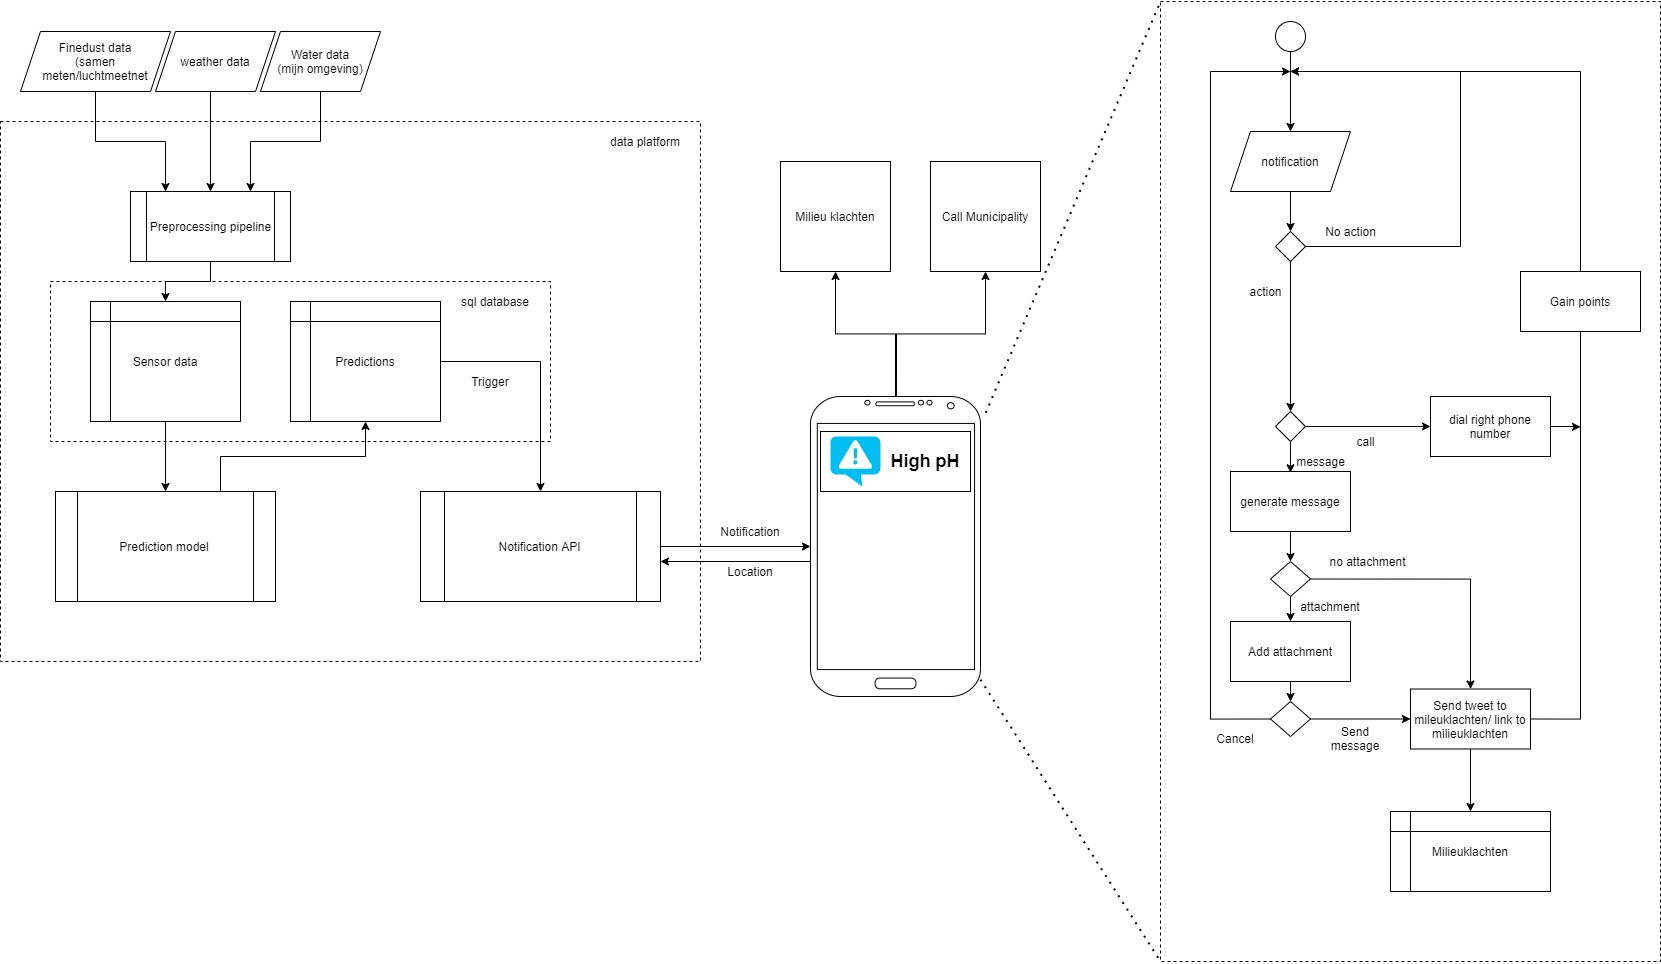 Finedust data
(samen
meten/luchtmeetnet
weather data
Water data
(mijn omgeving)
data platform
Preprocessing pipeline
sql database
Sensor data
Predictions
Trigger
Prediction model
Notification API
Notification
Location
Milieu klachten
Call Municipality
High pH
notification
No action
action
Gain points
call
dial right phone
number
message
generate message
no attachment
attachment
Add attachment
Cancel
Send
message
Send tweet to
mileuklachten/ link to
milieuklachten
Milieuklachten